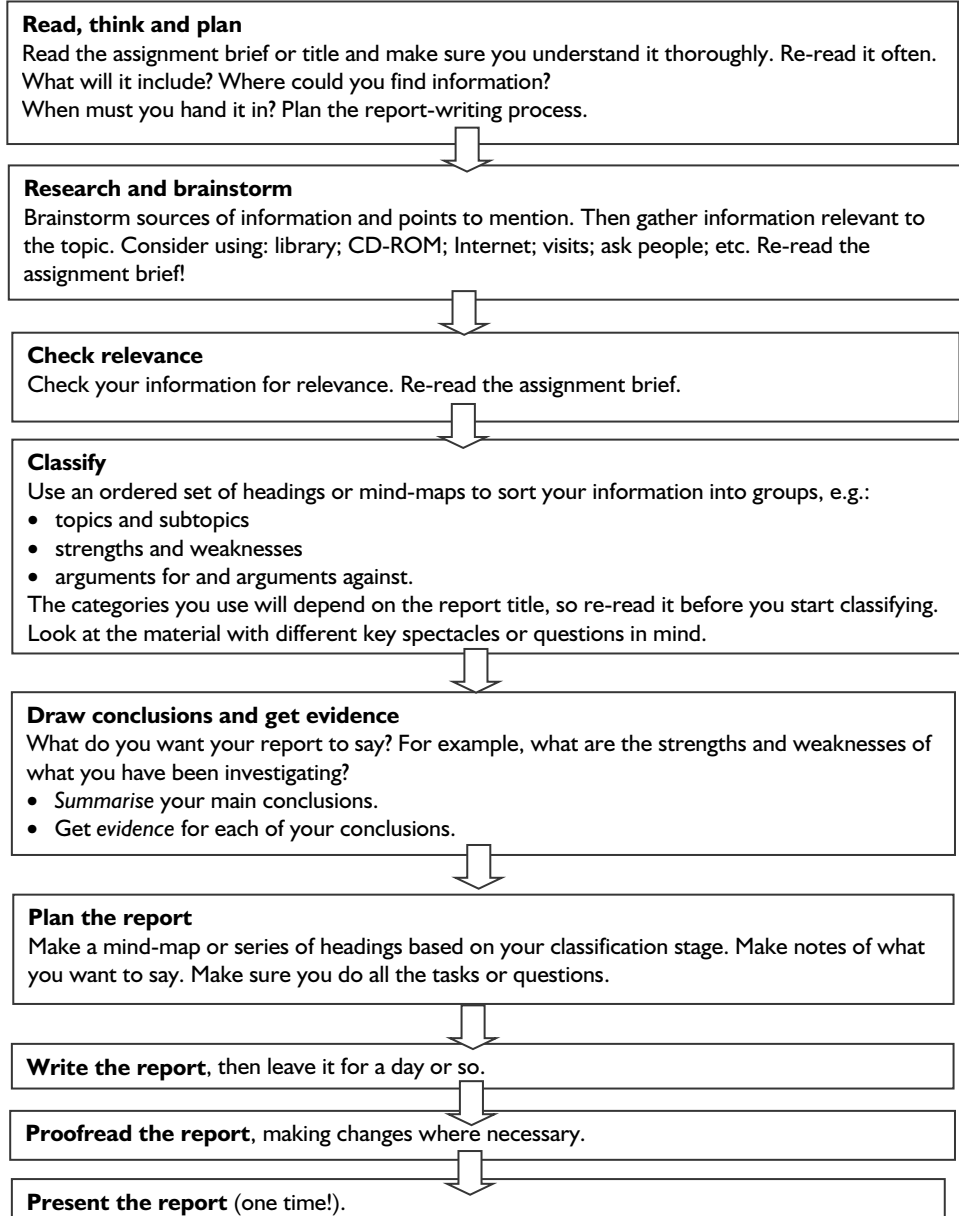 Read, think and plan
Read the assignment brief or title and make sure you understand it thoroughly. Re-read it often.
What will it include? Where could you find information?
When must you hand it in? Plan the report-writing process.
Research and brainstorm
Brainstorm sources of information and points to mention. Then gather information relevant to
the topic. Consider using: library; CD-ROM; Internet; visits; ask people; etc. Re-read the
assignment brief!
Check relevance
Check your information for relevance. Re-read the assignment brief.
Classify
Use an ordered set of headings or mind-maps to sort your information into groups, e.g.:
• topics and subtopics
• strengths and weaknesses
• arguments for and arguments against.
The categories you use will depend on the report title, so re-read it before you start classifying.
Look at the material with different key spectacles or questions in mind.
Draw conclusions and get evidence
What do you want your report to say? For example, what are the strengths and weaknesses of
what you have been investigating?
• Summarise your main conclusions.
• Get evidence for each of your conclusions.
Plan the report
Make a mind-map or series of headings based on your classification stage. Make notes of what
you want to say. Make sure you do all the tasks or questions.
Write the report, then leave it for a day or so.
Proofread the report, making changes where necessary.
Present the report (one time!).